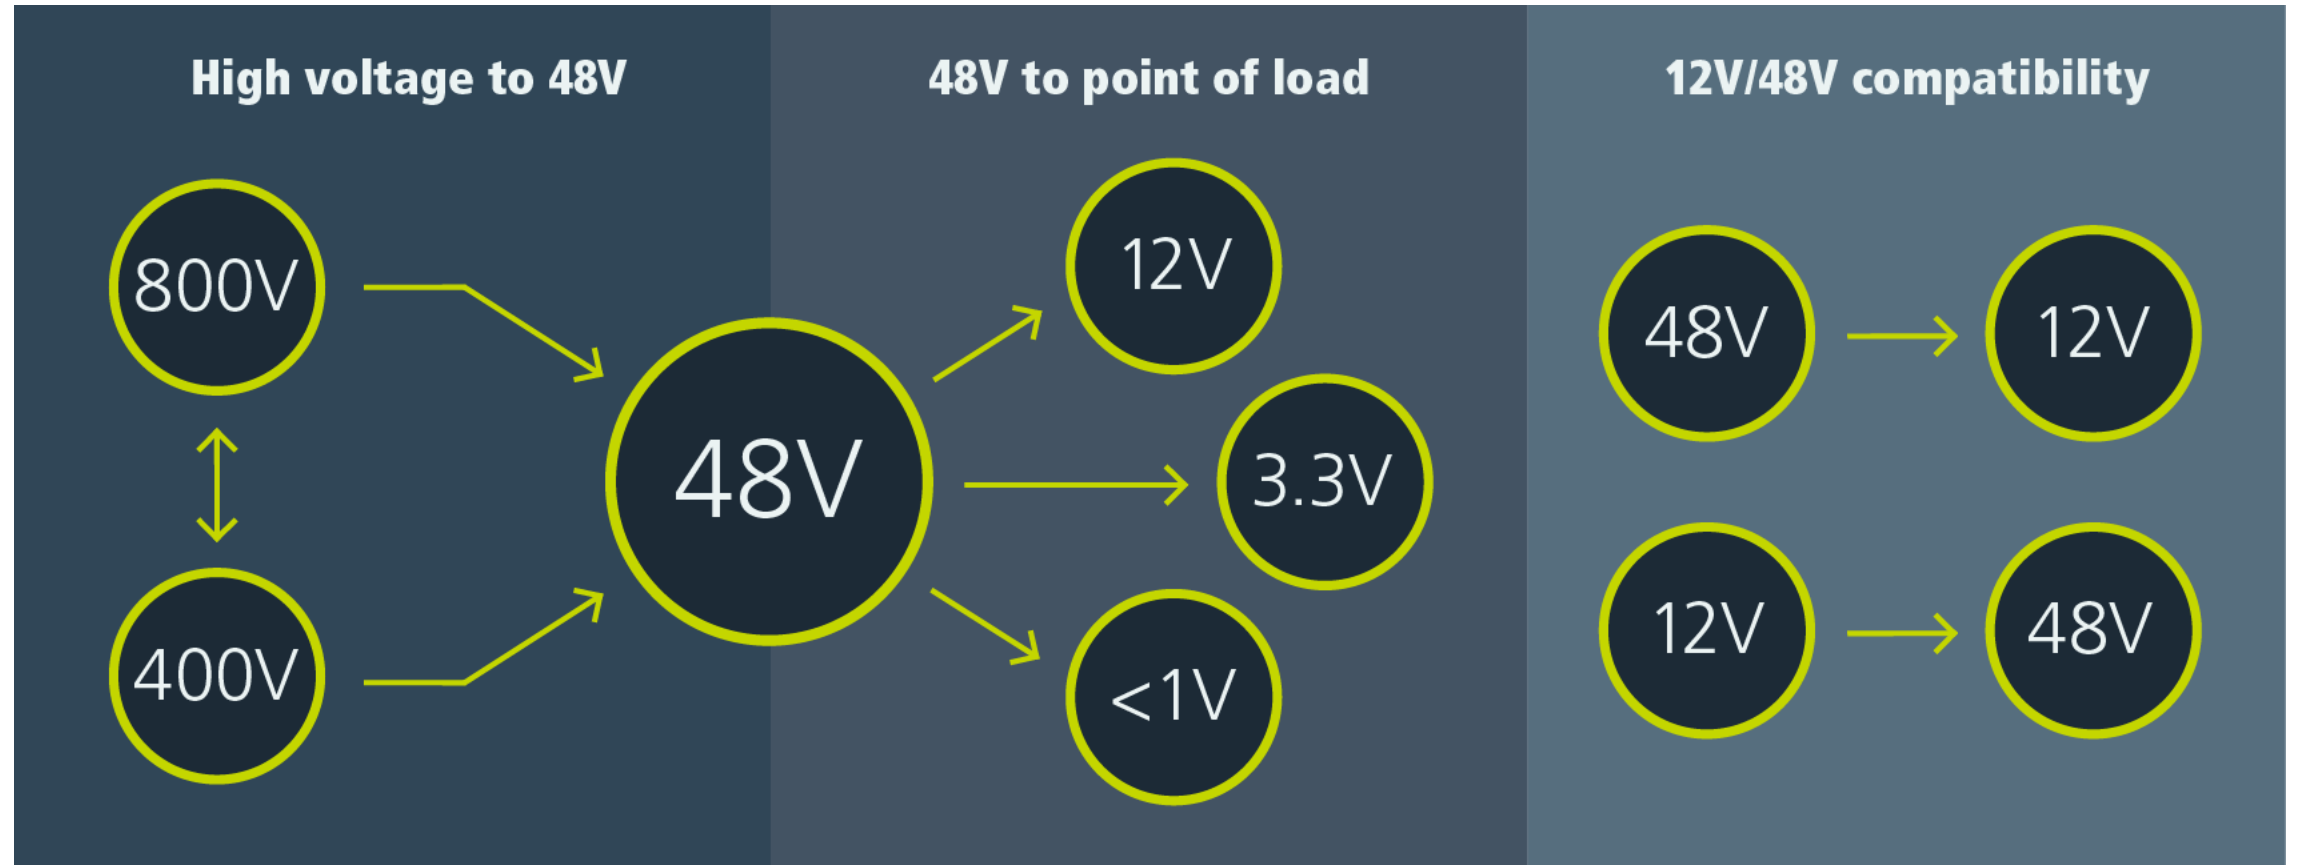 High voltage to 48V
800V
400V
48V
48V to point of load
12V
3.3V
<1V
12V/48V compatibility
48V
12V
12V
48V